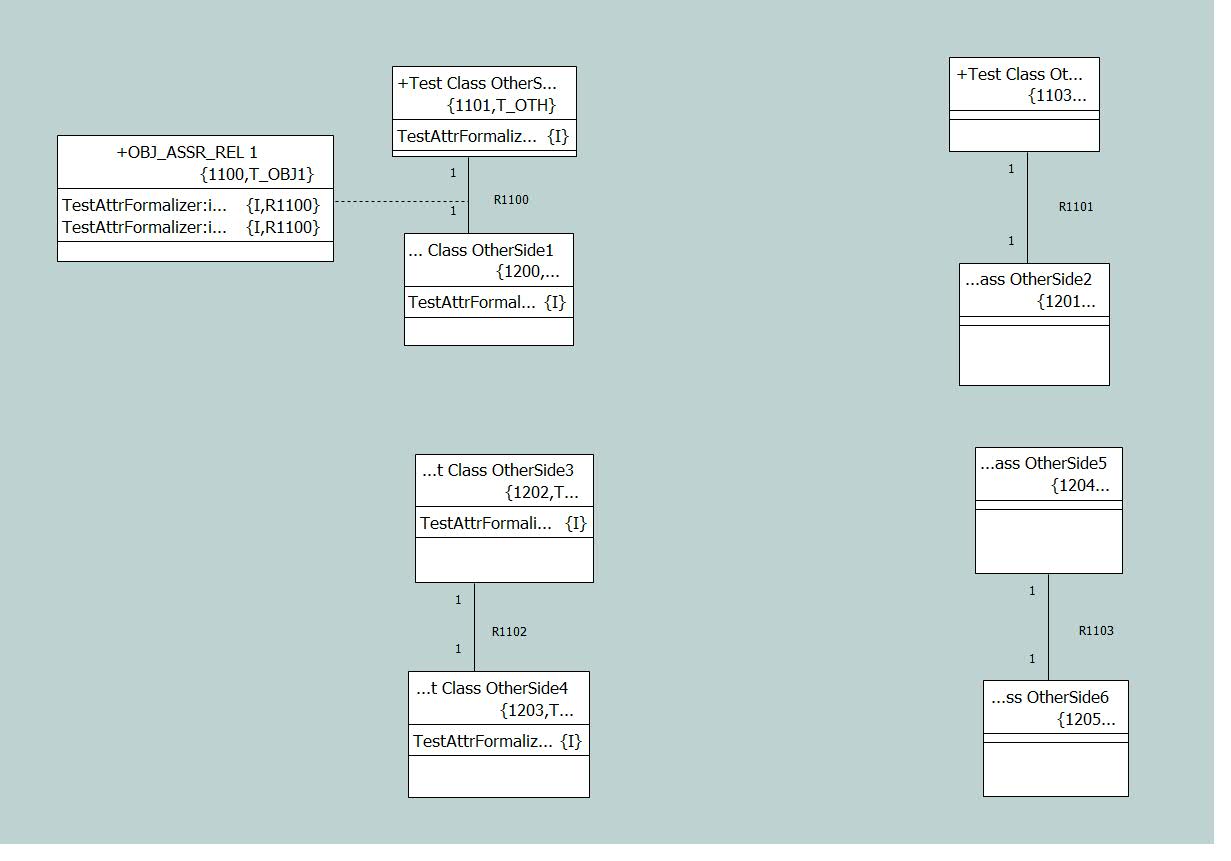 +Test Class OtherS...
{1101,T_OTH}
TestAttrFormaliz... {I}
+OBJ_ASSR_REL 1
{1100,T_OBJ1}
TestAttrFormalizer:i... {I,R1100}
TestAttrFormalizer:i... {I,R1100}
1
R1100
1
... Class OtherSide1
{1200,...
TestAttrFormal... {I}
+Test Class Ot...
{1103...
1
R1101
1
...ass OtherSide2
{1201...
...t Class OtherSide3
{1202,T...
TestAttrFormali... {I}
1
R1102
1
...t Class OtherSide4
{1203,T...
TestAttrFormaliz... {I}
...ass OtherSide5
{1204...
1
R1103
1
...ss OtherSide6
{1205...